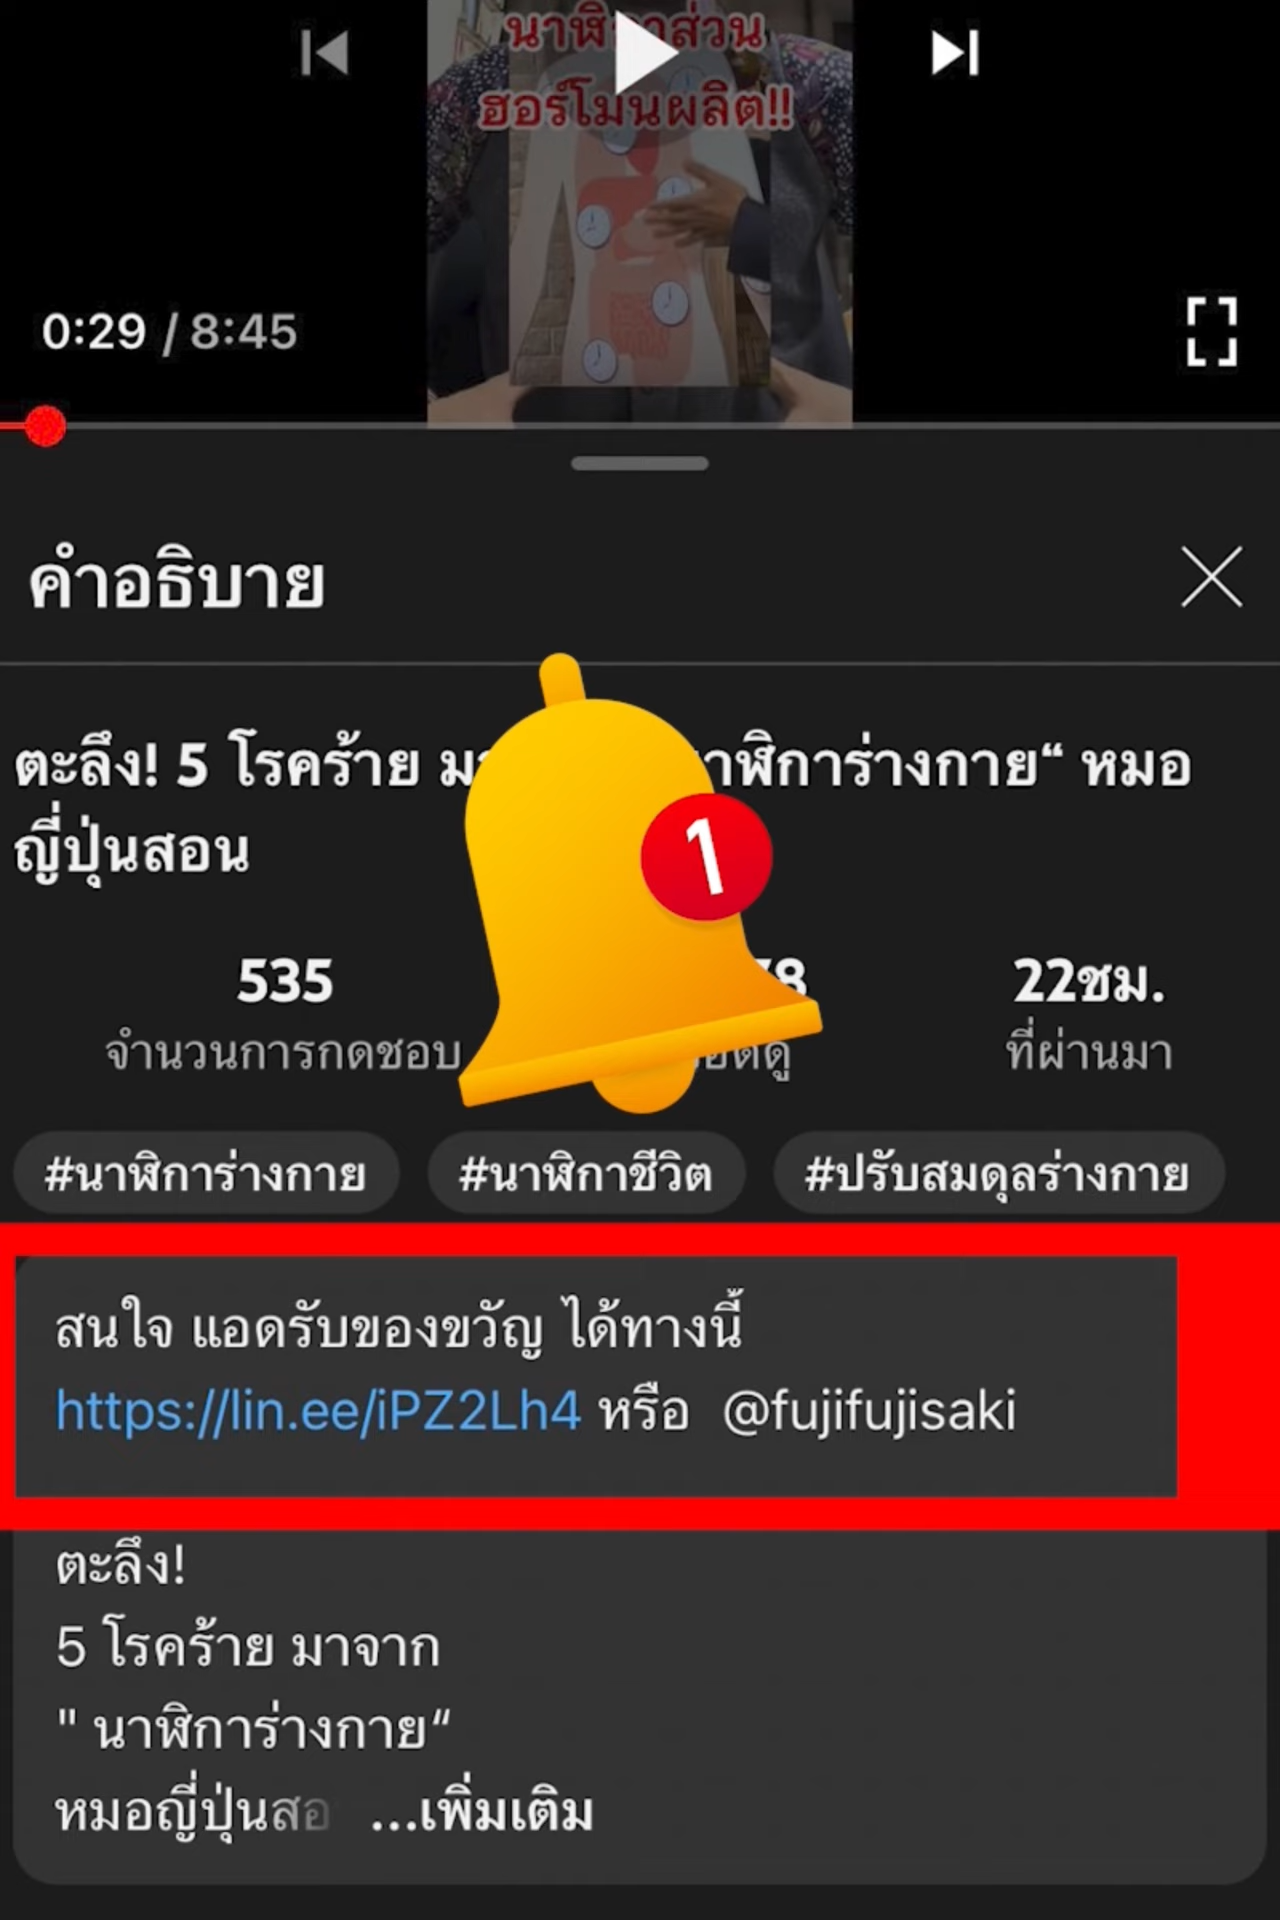 ฮอร์โมนผลิต!!
0:29 / 8:45
คำอธิบาย
ตะลึง! 5 โรคร้าย าฬิการ่างกาย“ หมอ
ญี่ปุ่นสอน
1
535 8 22ชม.
จำนวนการกดชอบ อดดู ที่ผ่านมา
#นาฬิการ่างกาย #นาฬิกาชีวิต #ปรับสมดุลร่างกาย
สนใจ แอดรับของขวัญ ได้ทางนี้
https://lin.ee/iPZ2Lh4 หรือ @fujifujisaki
ตะลึง!
5 โรคร้าย มาจาก
" นาฬิการ่างกาย“
หมอญี่ปุ่นสอ ...เพิ่มเติม